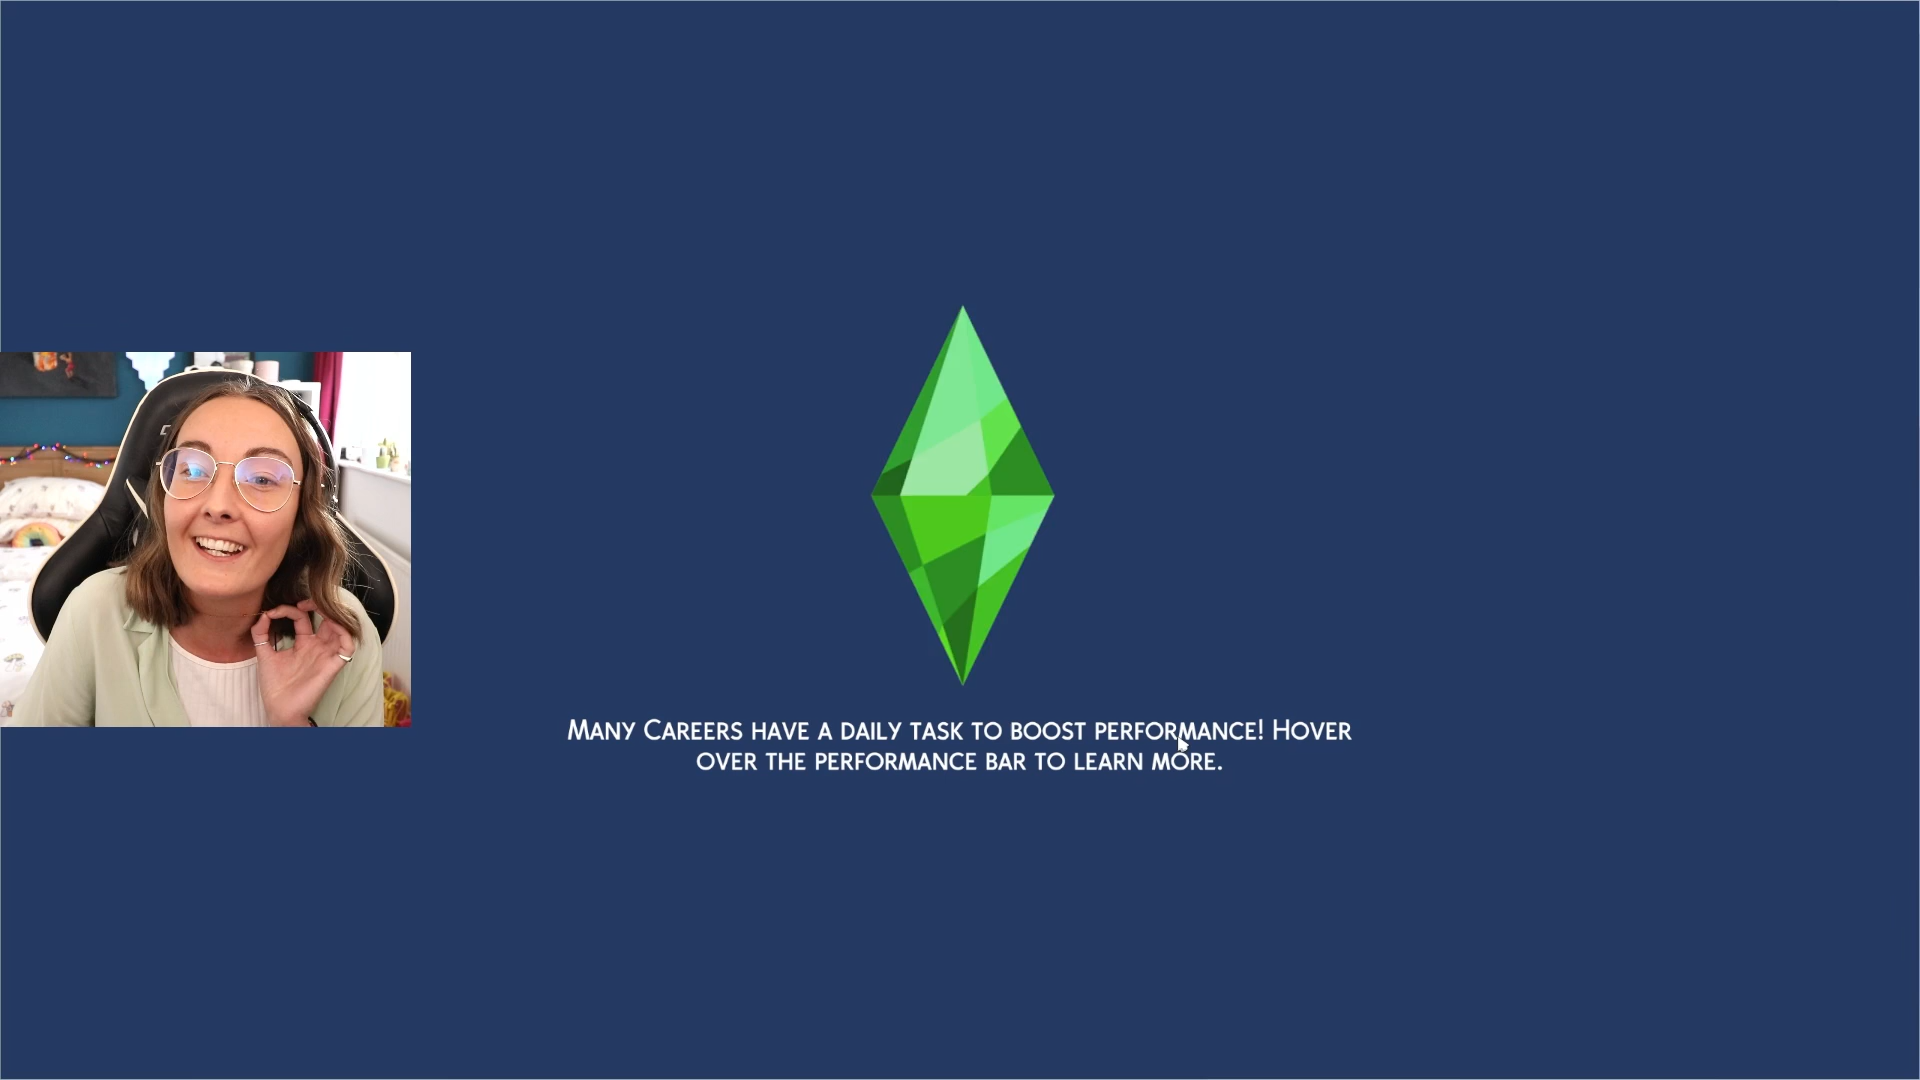 Many Careers have a daily task to boost performance! Hover
over the performance bar to learn more.